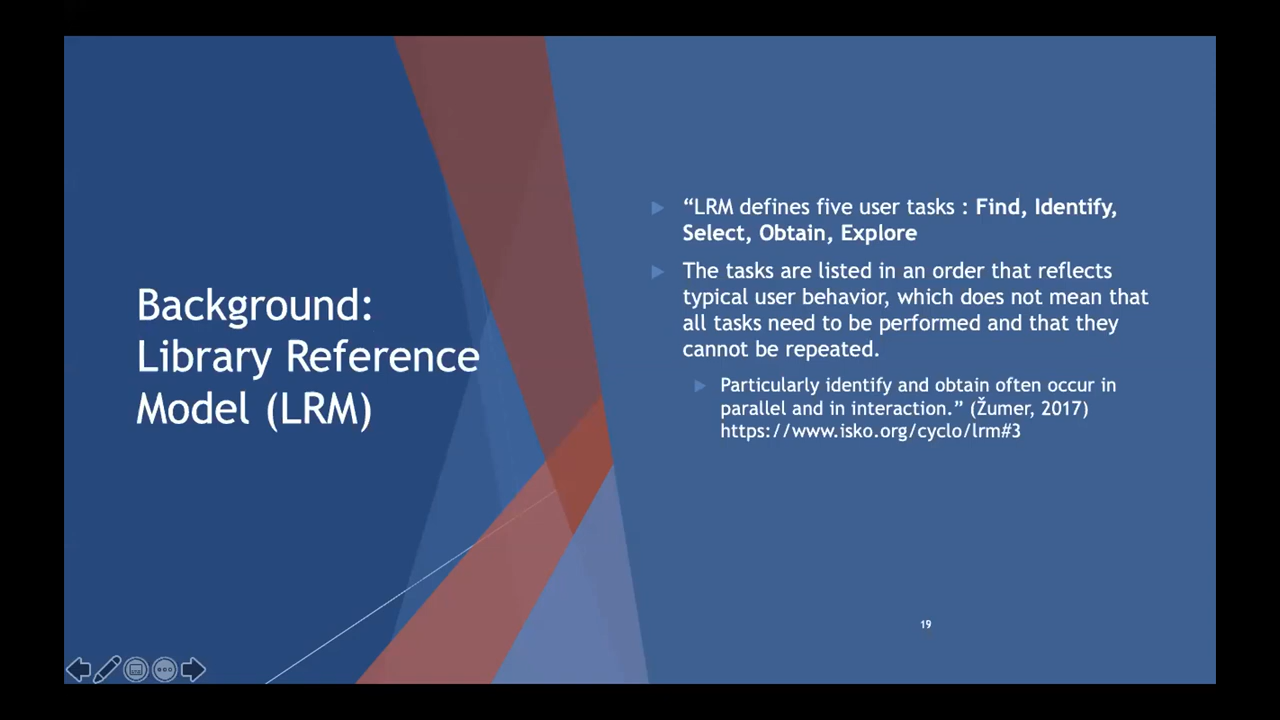 Background:
Library Reference
Model (LRM)
“LRM defines five user tasks : Find, Identify,
Select, Obtain, Explore
The tasks are listed in an order that reflects
typical user behavior, which does not mean that
all tasks need to be performed and that they
cannot be repeated.
Particularly identify and obtain often occur in
parallel and in interaction.” (Žumer, 2017)
https://www.isko.org/cyclo/lrm#3
19